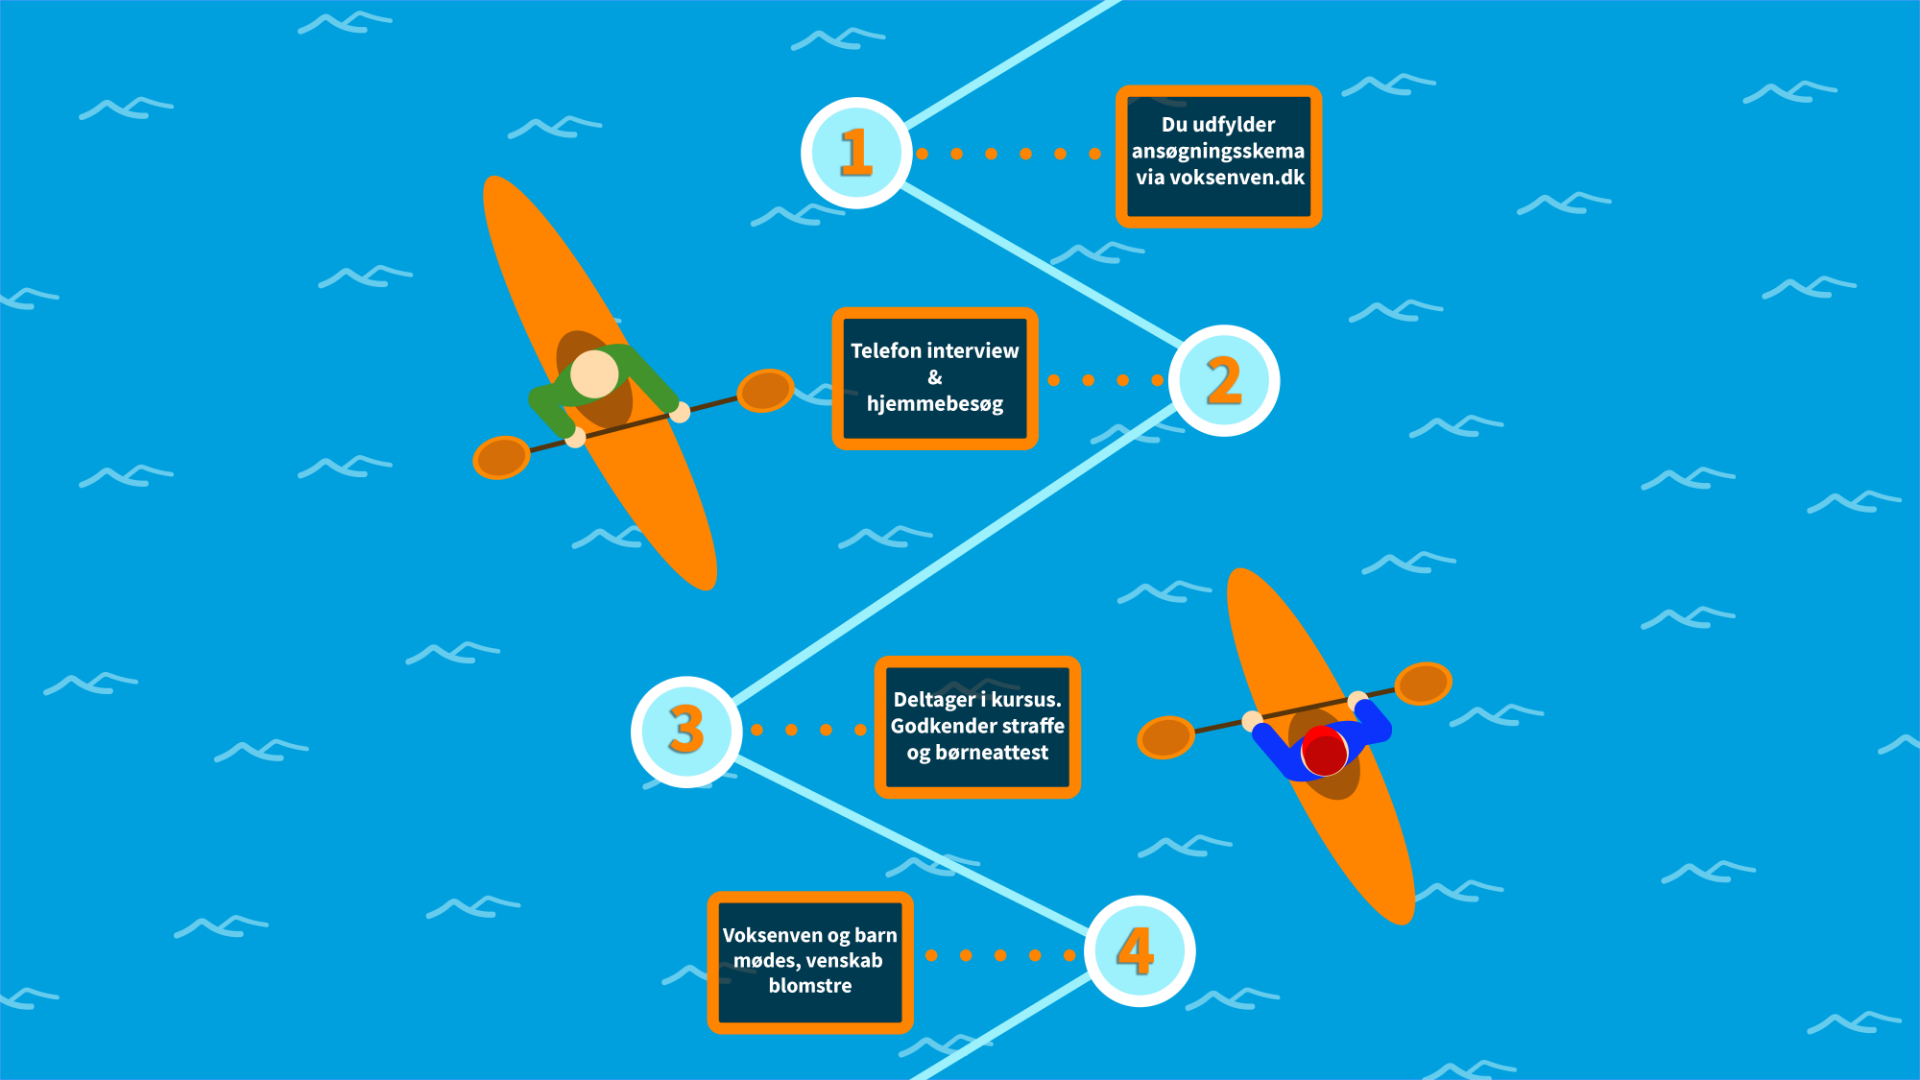 1
Du udfylder
ansøgningsskema
via voksenven.dk
Telefon interview
&
hjemmebesøg
2
3
Deltager i kursus.
Godkender straffe
og børneattest
Voksenven og barn
mødes, venskab
blomstre
4